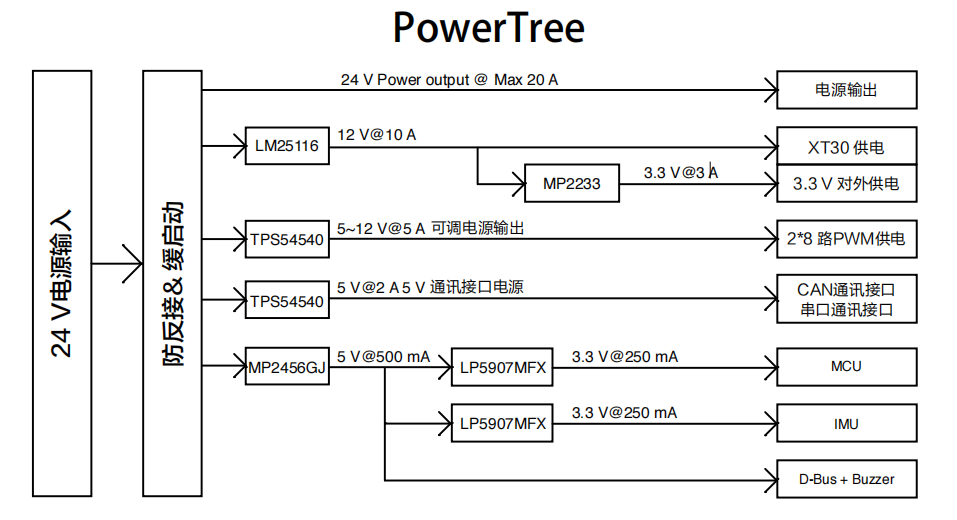 PowerTree
24 V电源输入
防反接& 缓启动
24 V Power output @ Max 20 A
电源输出
LM25116
12 V@10 A
XT30 供电
MP2233
3.3 V@3 A
3.3 V 对外供电
TPS54540
5~12 V@5 A 可调电源输出
2*8 路PWM供电
TPS54540
5 V@2 A 5 V 通讯接口电源
CAN通讯接口
串口通讯接口
MP2456GJ
5 V@500 mA
LP5907MFX
3.3 V@250 mA
MCU
LP5907MFX
3.3 V@250 mA
IMU
D-Bus + Buzzer